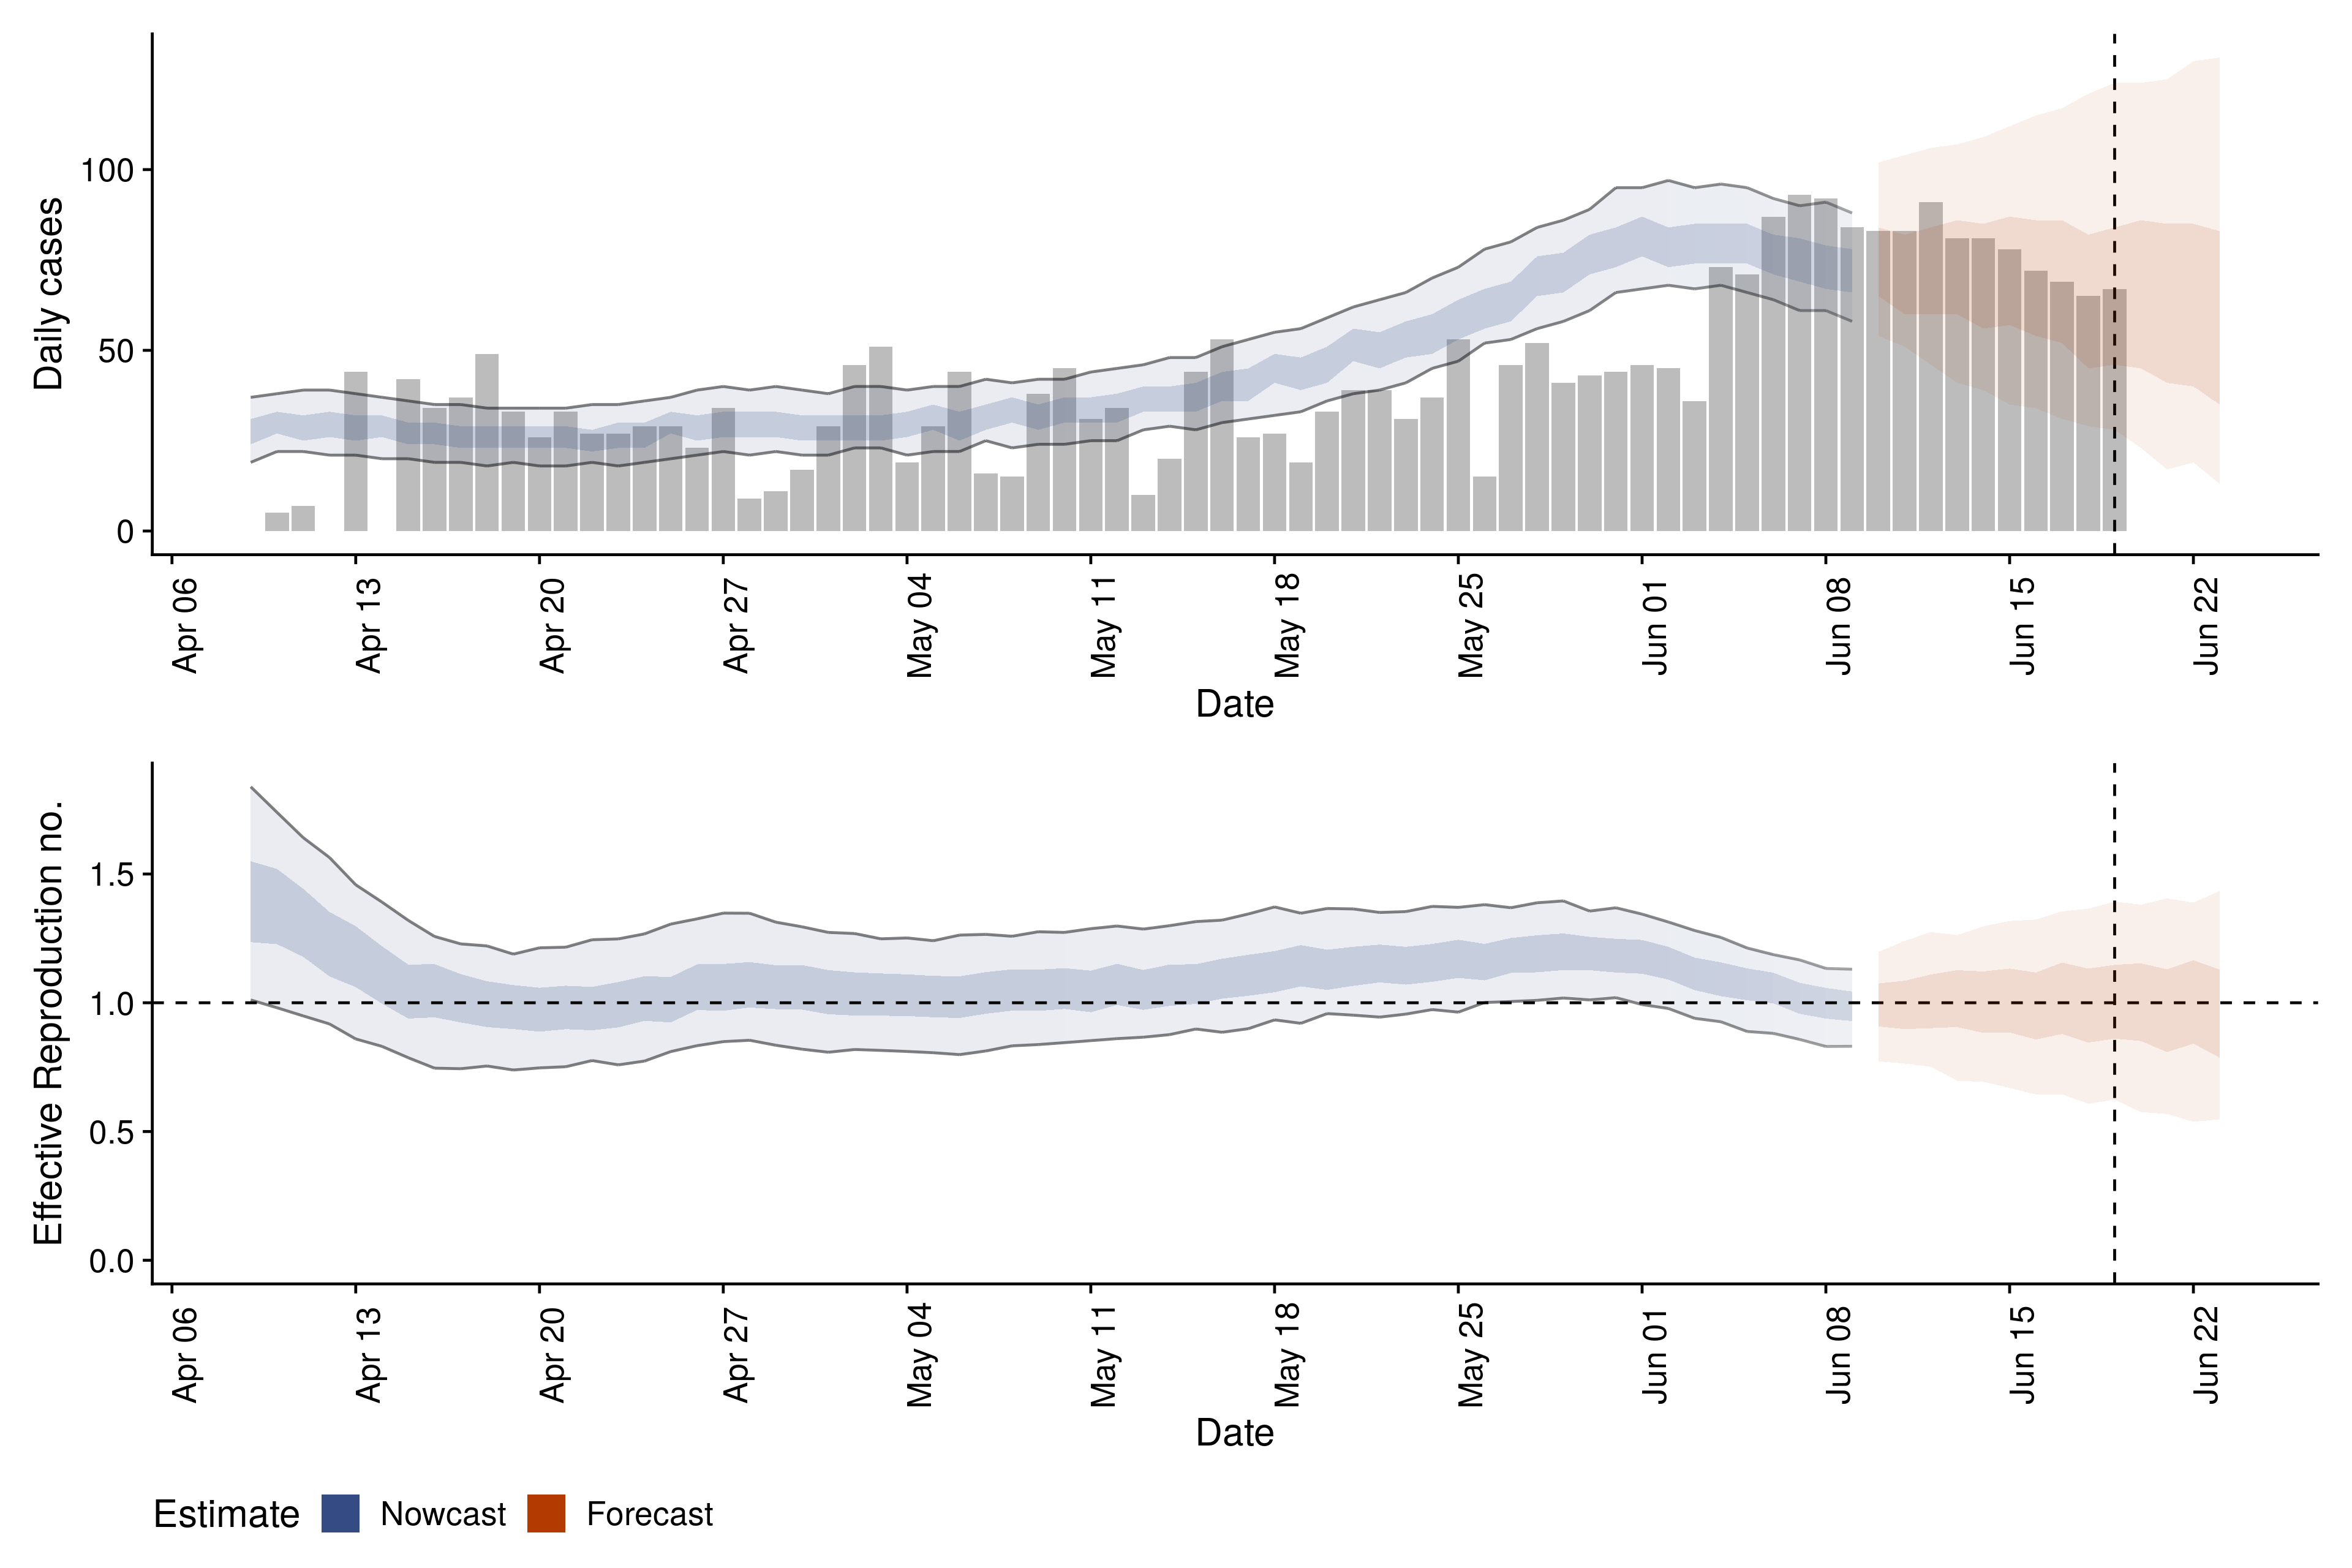 Daily cases
100
50
0
Apr 06 Apr 13 Apr 20 Apr 27 May 04 May 11 May 18 May 25 Jun 01 Jun 08 Jun 15 Jun 22
Date
Effective Reproduction no.
1.5
1.0
0.5
0.0
Apr 06 Apr 13 Apr 20 Apr 27 May 04 May 11 May 18 May 25 Jun 01 Jun 08 Jun 15 Jun 22
Date
Estimate Nowcast Forecast